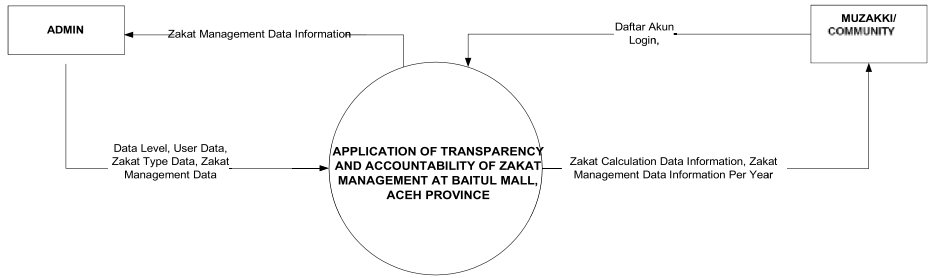 ADMIN
Zakat Management Data Information
Daftar Akun
Login,
MUZAKKI/
COMMUNITY
Data Level, User Data,
Zakat Type Data, Zakat
Management Data
APPLICATION OF TRANSPARENCY
AND ACCOUNTABILITY OF ZAKAT
MANAGEMENT AT BAITUL MALL,
ACEH PROVINCE
Zakat Calculation Data Information, Zakat
Management Data Information Per Year